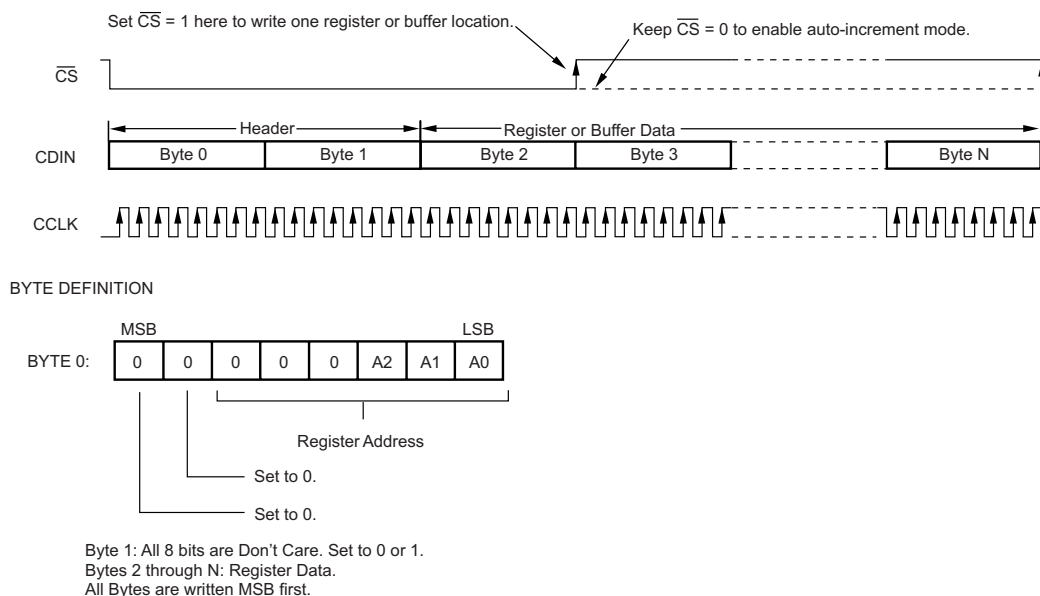 Set CS = 1 here to write one register or buffer location.
Keep CS = 0 to enable auto-increment mode.
CS
Header
Register or Buffer Data
CDIN
Byte 0
Byte 1
Byte 2
Byte 3
Byte N
CCLK
BYTE DEFINITION
MSB
LSB
BYTE 0:
0 0 0 0 0 A2 A1 A0
Register Address
Set to 0.
Set to 0.
Byte 1: All 8 bits are Don't Care. Set to 0 or 1.
Bytes 2 through N: Register Data.
All Bytes are written MSB first.